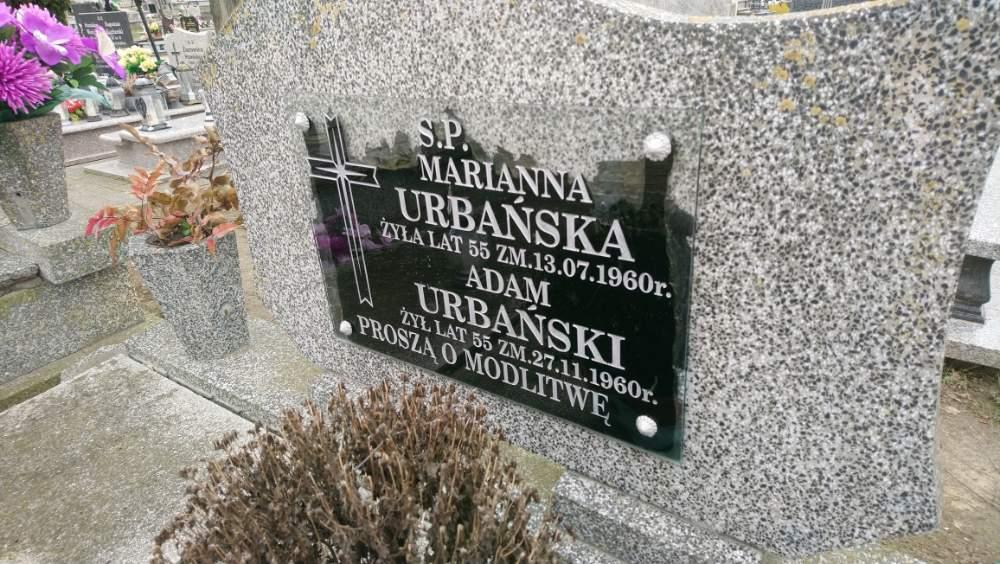 S.P.
MARIANNA
URBAŃSKA
ŻYŁA LAT 55 ZM.13.07.1960r.
ADAM
URBAŃSKI
ŻYŁ LAT 55 ZM.27.11.1960r.
PROSZĄ O MODLITWĘ